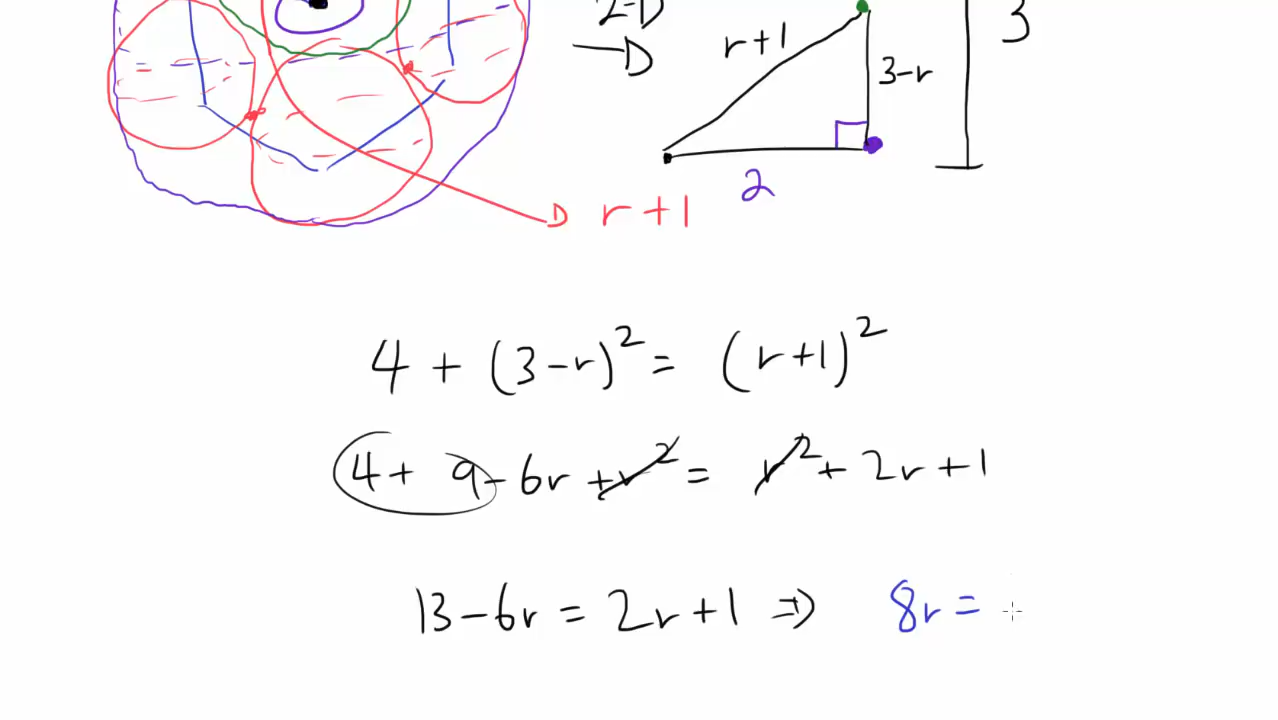 2-D
r+1
3-r
3
2
r+1
4 + (3-r)² = (r+1)²
4 + 9 - 6r + r² = r² + 2r + 1
13 - 6r = 2r + 1 ⇒ 8r =